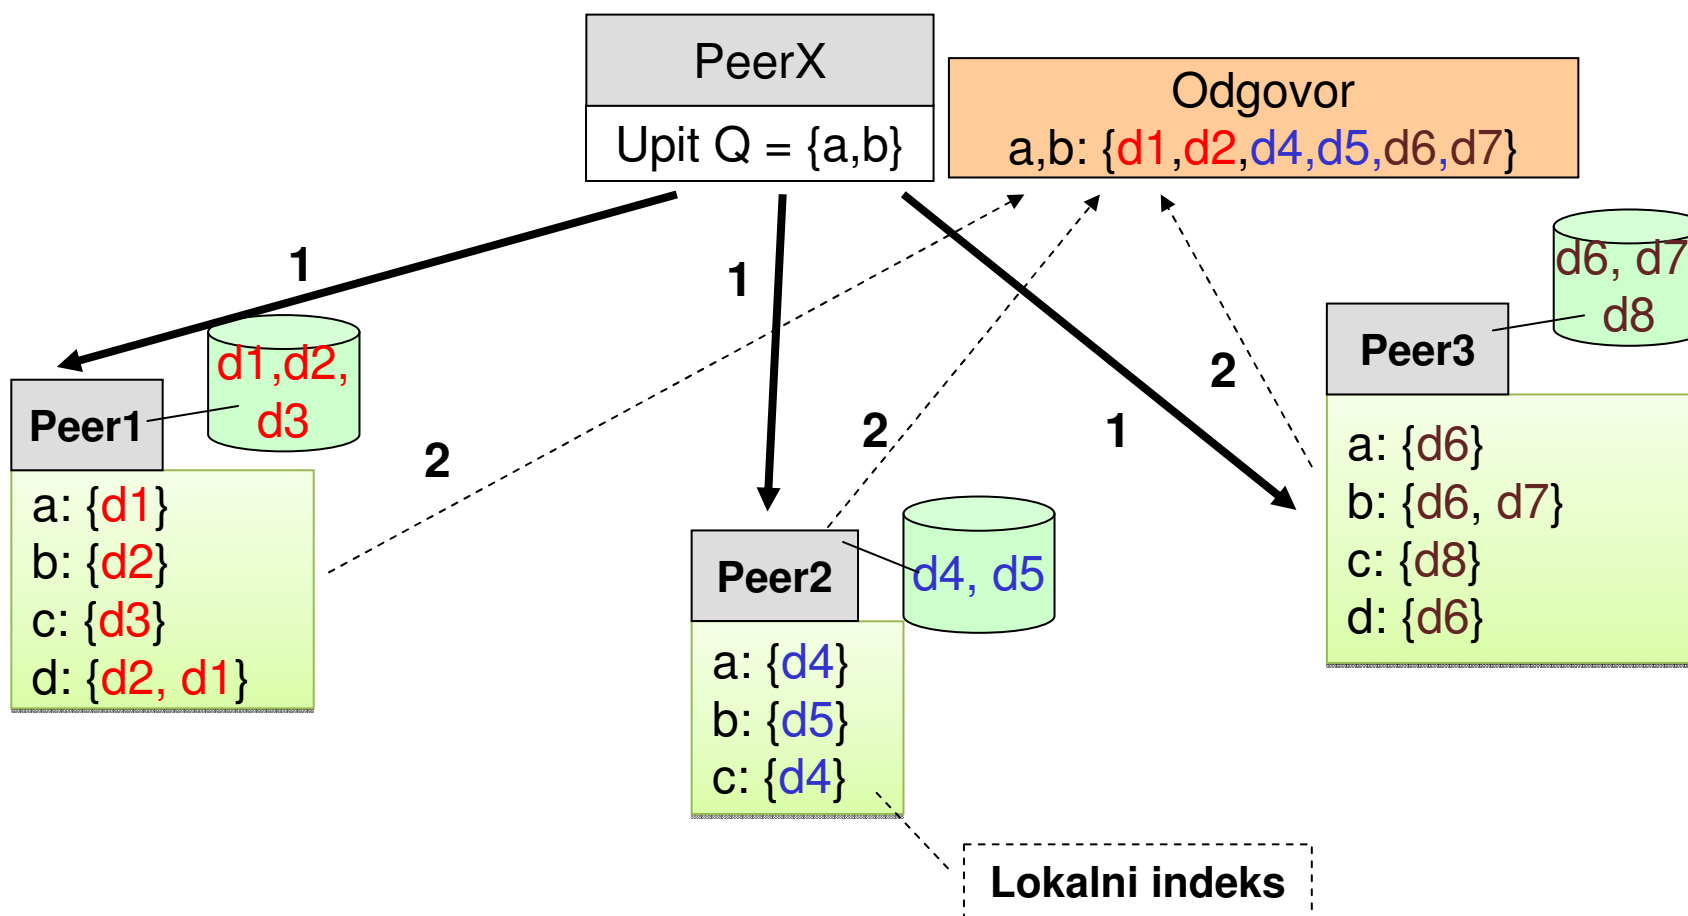 PeerX
Upit Q = {a,b}
Odgovor
a,b: {d1,d2,d4,d5,d6,d7}
1
1
1
2
2
2
d1,d2,
d3
Peer1
a: {d1}
b: {d2}
c: {d3}
d: {d2, d1}
d4, d5
Peer2
a: {d4}
b: {d5}
c: {d4}
d6, d7
d8
Peer3
a: {d6}
b: {d6, d7}
c: {d8}
d: {d6}
Lokalni indeks